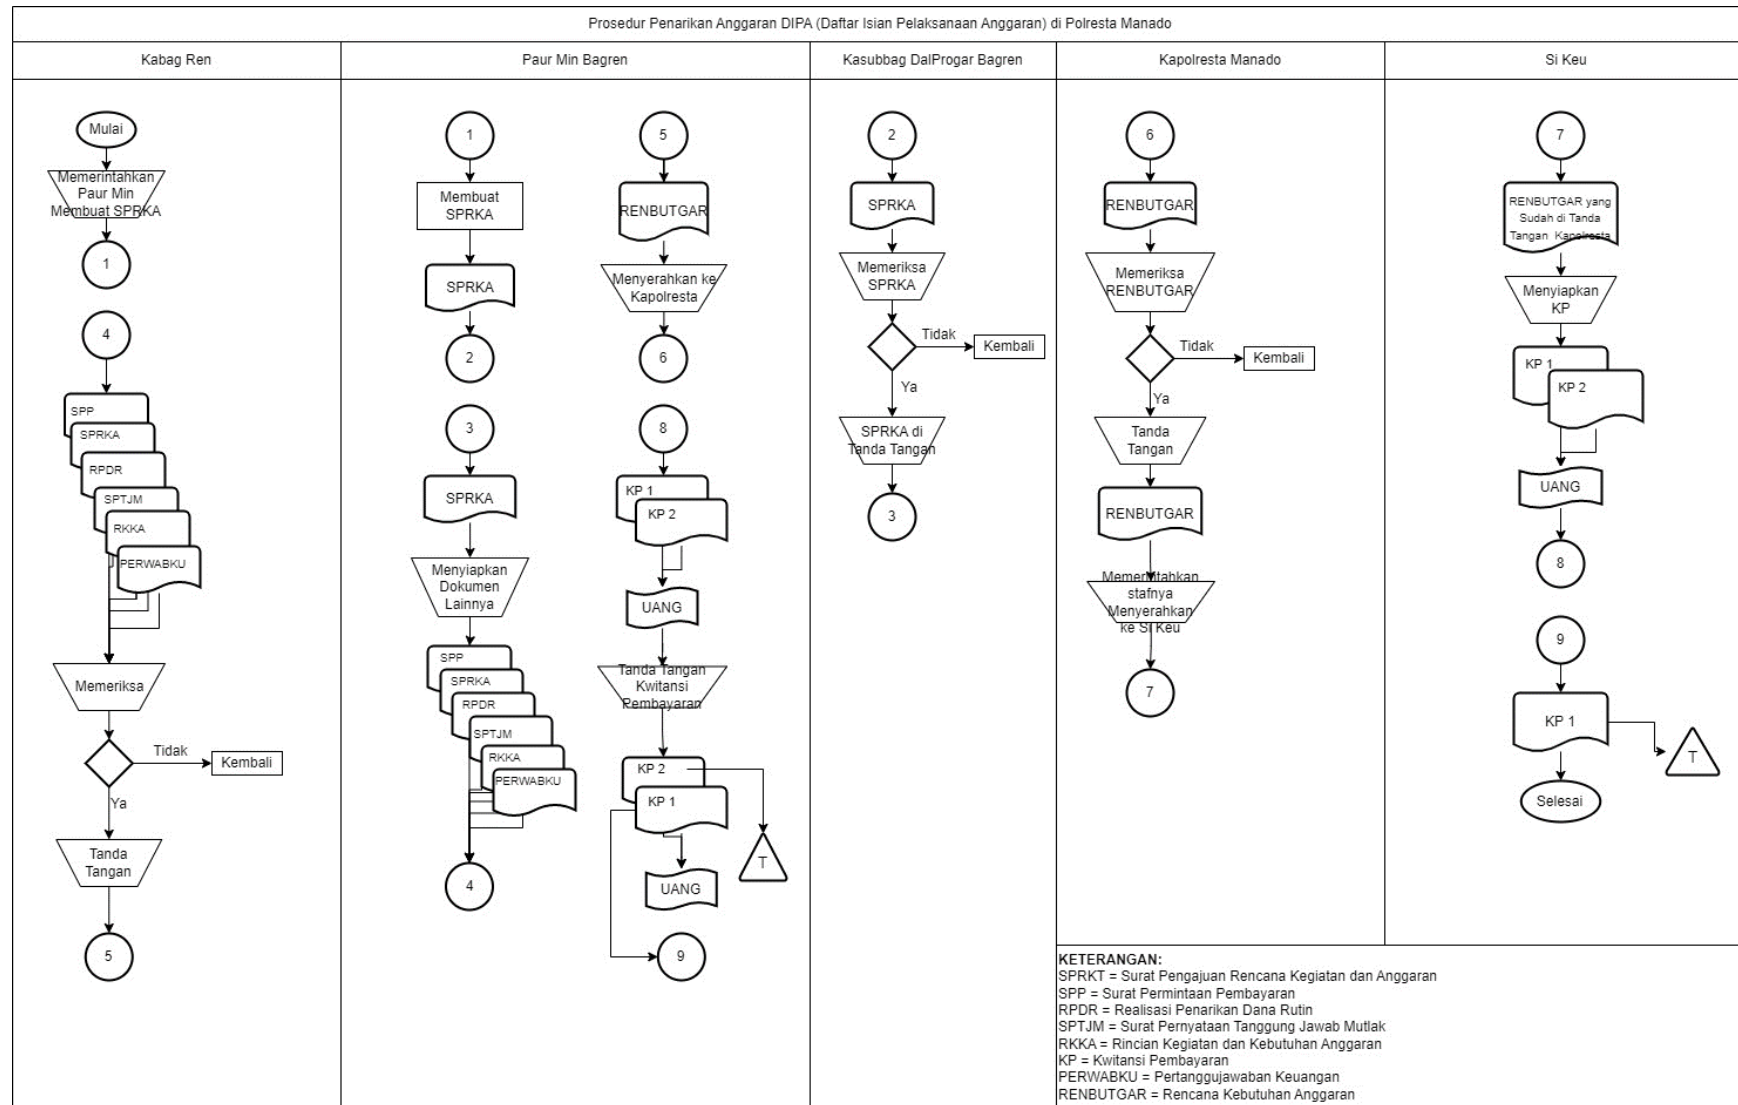 Prosedur Penarikan Anggaran DIPA (Daftar Isian Pelaksanaan Anggaran) di Polresta Manado
Kabag Ren
Paur Min Bagren
Kasubbag DalProgar Bagren
Kapolresta Manado
Si Keu
Mulai
Memerintahkan
Paur Min
Membuat SPRKA
1
4
SPP
SPRKA
RPDR
SPTJM
RKKA
PERWABKU
Memeriksa
Tidak
Kembali
Ya
Tanda
Tangan
5
1
Membuat
SPRKA
SPRKA
2
3
SPRKA
Menyiapkan
Dokumen
Lainnya
SPP
SPRKA
RPDR
SPTJM
RKKA
PERWABKU
4
5
RENBUTGAR
Menyerahkan ke
Kapolresta
6
8
KP 1
KP 2
UANG
Tanda Tangan
Kwitansi
Pembayaran
KP 2
KP 1
T
UANG
9
2
SPRKA
Memeriksa
SPRKA
Tidak
Kembali
Ya
SPRKA di
Tanda Tangan
3
6
RENBUTGAR
Memeriksa
RENBUTGAR
Tidak
Kembali
Ya
Tanda
Tangan
RENBUTGAR
Memerintahkan
stafnya
Menyerahkan
ke Si Keu
7
7
RENBUTGAR yang
Sudah di Tanda
Tangan Kapolresta
Menyiapkan
KP
KP 1
KP 2
UANG
8
9
KP 1
T
Selesai
KETERANGAN:
SPRKT = Surat Pengajuan Rencana Kegiatan dan Anggaran
SPP = Surat Permintaan Pembayaran
RPDR = Realisasi Penarikan Dana Rutin
SPTJM = Surat Pernyataan Tanggung Jawab Mutlak
RKKA = Rincian Kegiatan dan Kebutuhan Anggaran
KP = Kwitansi Pembayaran
PERWABKU = Pertanggujawaban Keuangan
RENBUTGAR = Rencana Kebutuhan Anggaran